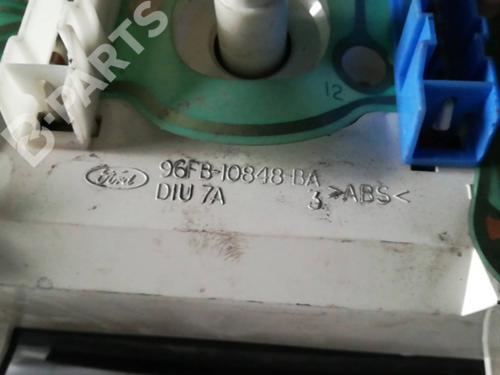 B-PARTS
12
Ford 96FB-10848-BA
DIU 7A 3 >ABS<